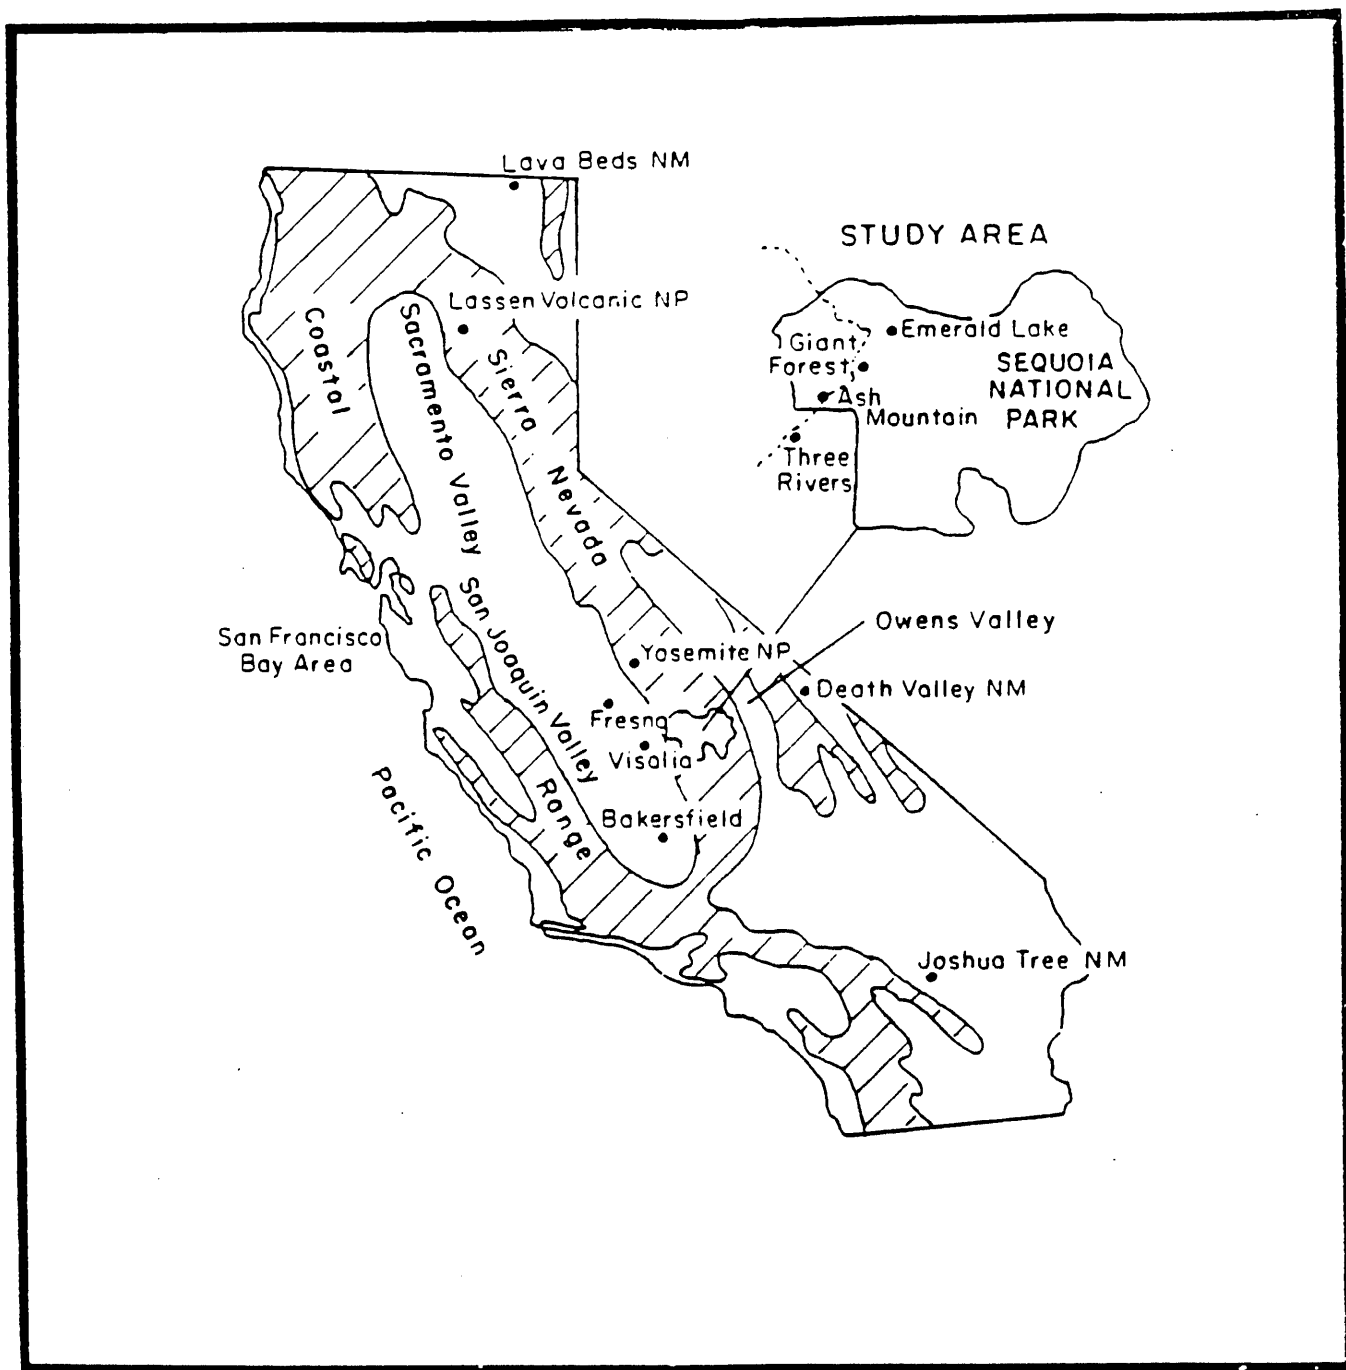 Lava Beds NM
STUDY AREA
Lassen Volcanic NP
Emerald Lake
Giant
Forest
SEQUOIA
NATIONAL
PARK
Ash
Mountain
Three
Rivers
Coastal
Sacramento Valley
Sierra
Nevada
San Joaquin Valley
San Francisco
Bay Area
Owens Valley
Yosemite NP
Death Valley NM
Fresno
Visalia
Range
Bakersfield
Pacific Ocean
Joshua Tree NM